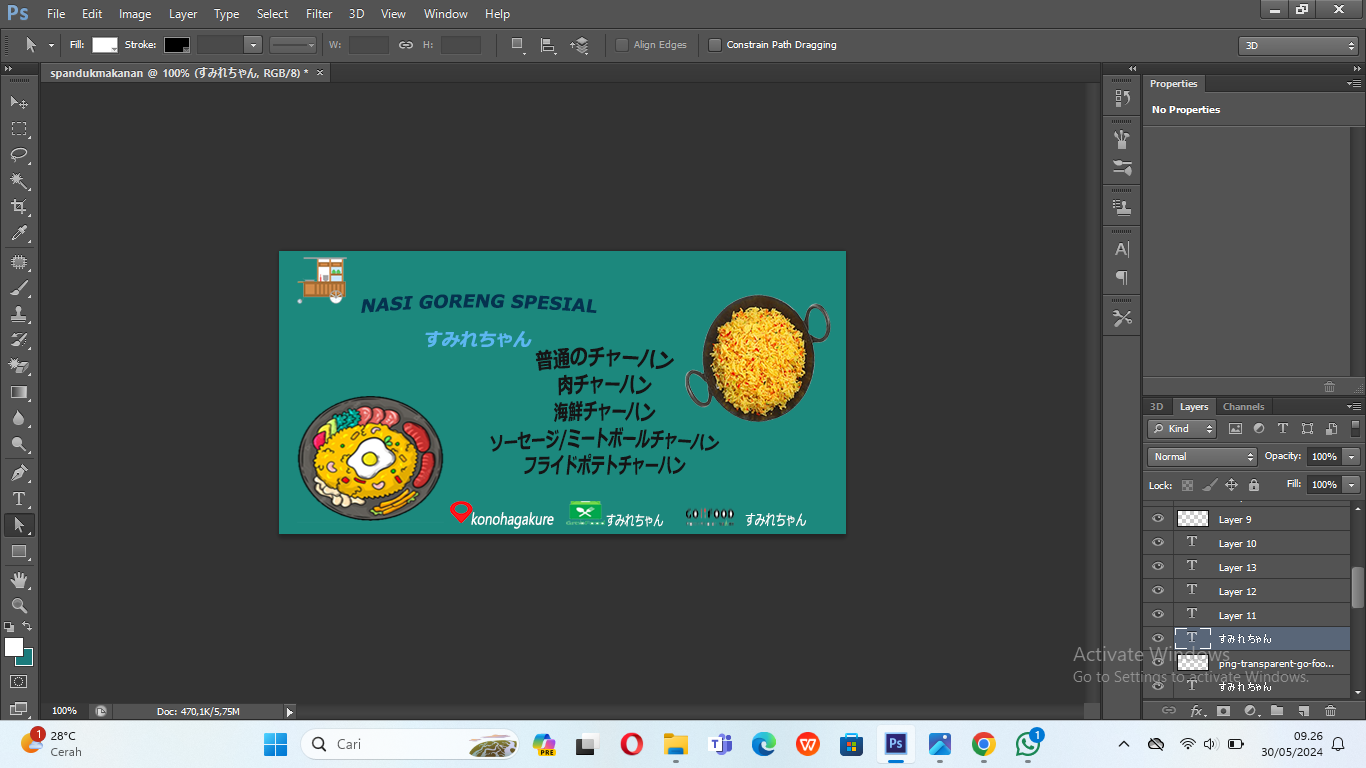 Ps File Edit Image Layer Type Select Filter 3D View Window Help
Fill: Stroke: W: H: Align Edges Constrain Path Dragging 3D
spandukmakanan @ 100% (すみれちゃん, RGB/8) * ×
Properties
No Properties
NASI GORENG SPESIAL
すみれちゃん
普通のチャーハン
肉チャーハン
海鮮チャーハン
ソーセージ/ミートボールチャーハン
フライドポテトチャーハン
konohagakure すみれちゃん GO FOOD すみれちゃん
3D Layers Channels
Kind
Normal Opacity: 100%
Lock: Fill: 100%
Layer 9
Layer 10
Layer 13
Layer 12
Layer 11
すみれちゃん
png-transparent-go-foo...
すみれちゃん
Activate Windows
Go to Settings to activate Windows.
100% Doc: 470,1K/5,75M
1 28°C
Cerah
Cari
PRE
Ps
1
09.26
30/05/2024